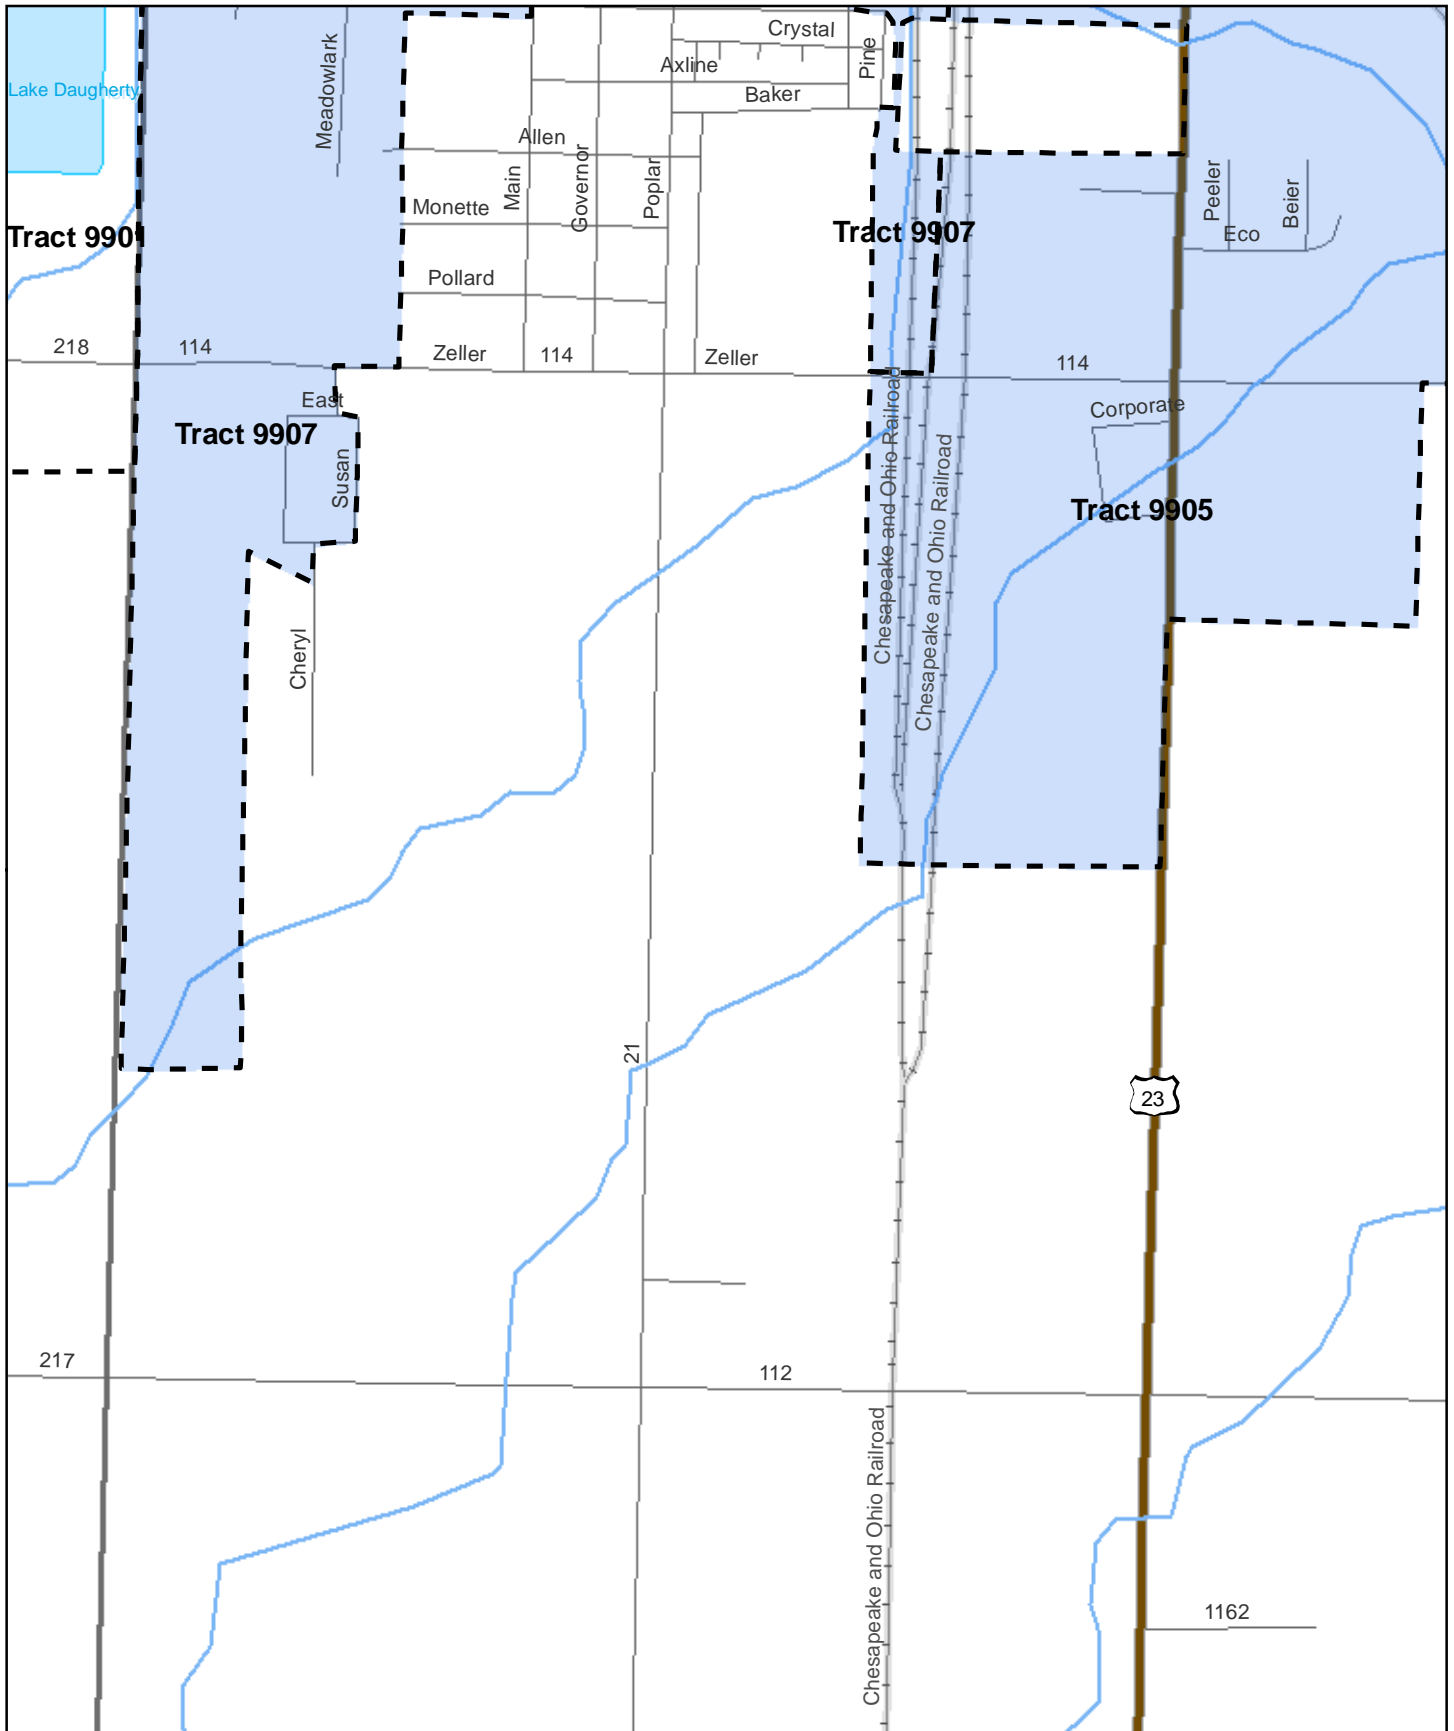 Crystal
Pine
Meadowlark
Axline
Lake Daugherty
Baker
Allen
Main
Governor
Poplar
Peeler
Beier
Monette
Tract 990
Tract 9907
Eco
Pollard
218
114
Zeller
114
Zeller
114
East
Corporate
Tract 9907
Susan
Chesapeake and Ohio Railroad
Chesapeake and Ohio Railroad
Tract 9905
Cheryl
21
23
217
112
Chesapeake and Ohio Railroad
1162